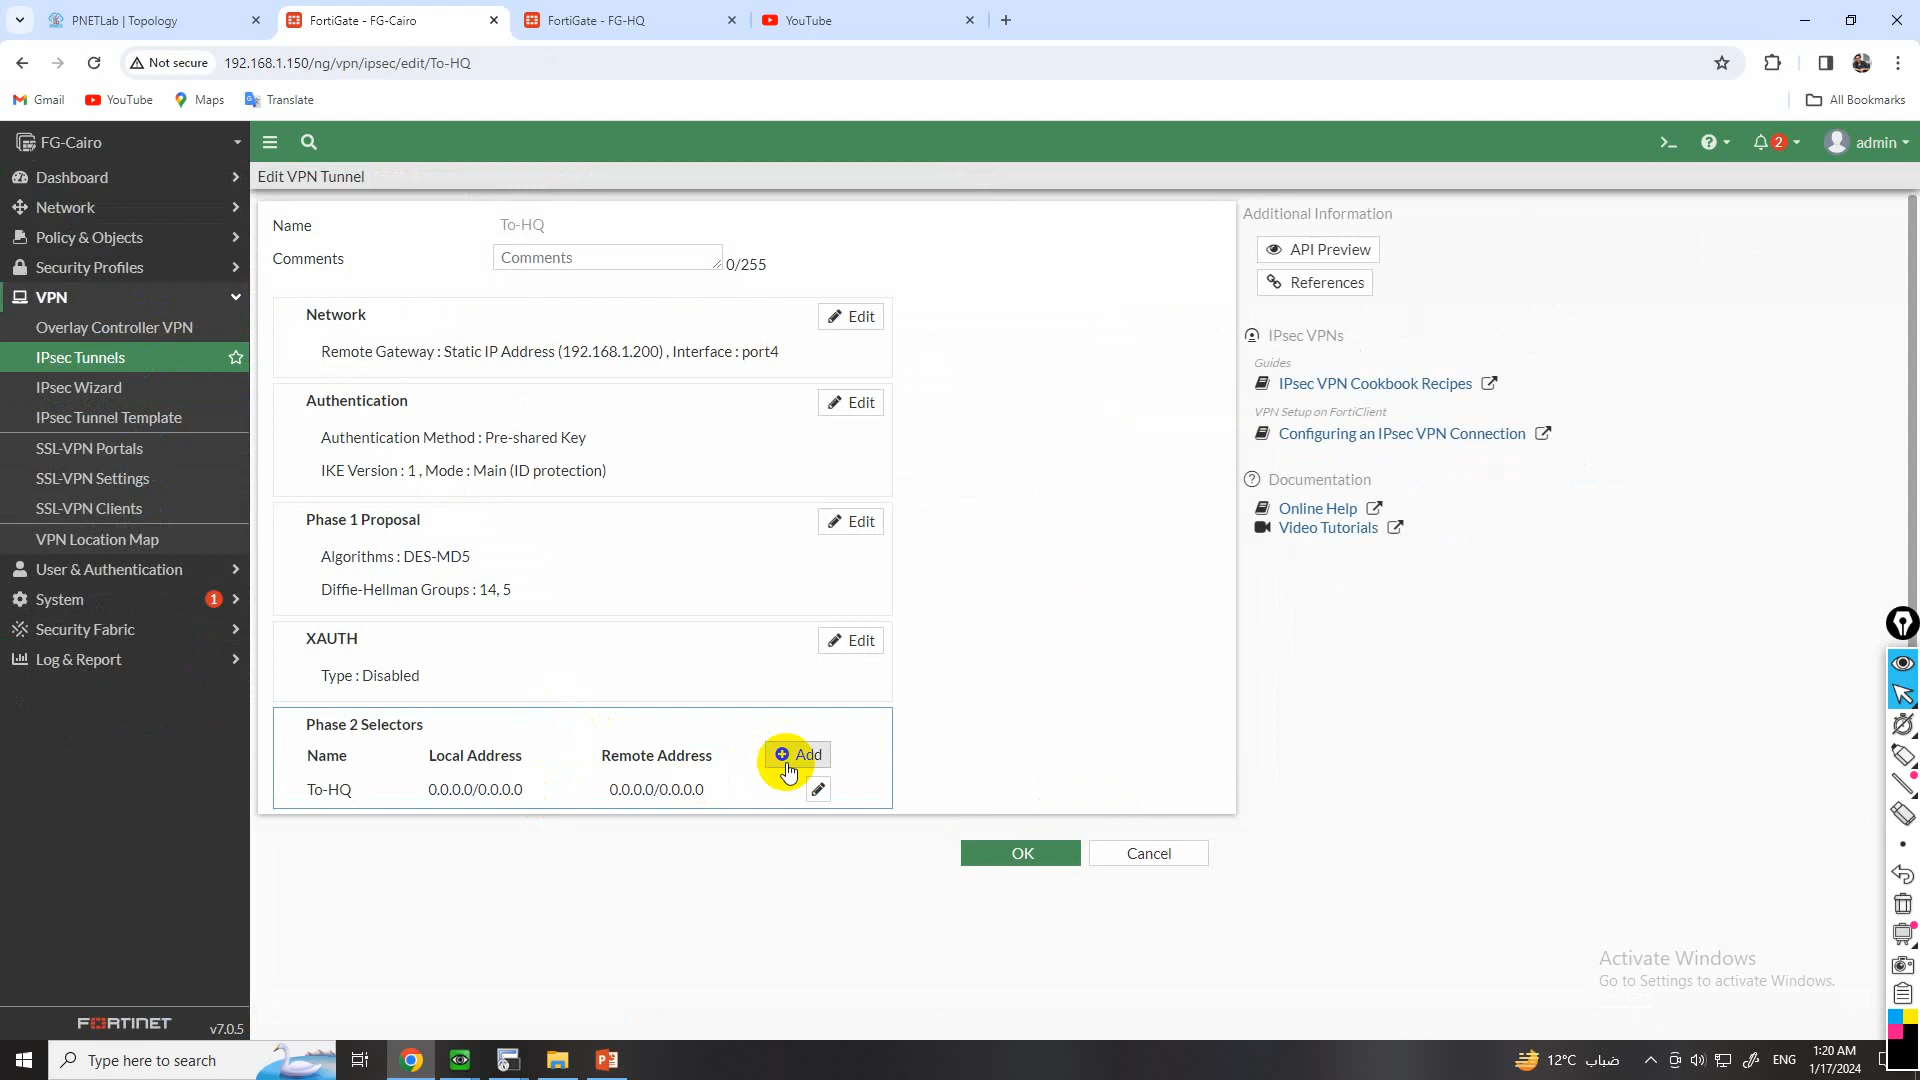 PNETLab | Topology
FortiGate - FG-Cairo
FortiGate - FG-HQ
YouTube
Not secure
192.168.1.150/ng/vpn/ipsec/edit/To-HQ
Gmail
YouTube
Maps
Translate
All Bookmarks
FG-Cairo
2
admin
Dashboard
Network
Policy & Objects
Security Profiles
VPN
Overlay Controller VPN
IPsec Tunnels
IPsec Wizard
IPsec Tunnel Template
SSL-VPN Portals
SSL-VPN Settings
SSL-VPN Clients
VPN Location Map
User & Authentication
System
1
Security Fabric
Log & Report
FORTINET
v7.0.5
Edit VPN Tunnel
Name
To-HQ
Comments
Comments
0/255
Network
Edit
Remote Gateway : Static IP Address (192.168.1.200) , Interface : port4
Authentication
Edit
Authentication Method : Pre-shared Key
IKE Version : 1 , Mode : Main (ID protection)
Phase 1 Proposal
Edit
Algorithms : DES-MD5
Diffie-Hellman Groups : 14, 5
XAUTH
Edit
Type : Disabled
Phase 2 Selectors
Name
Local Address
Remote Address
Add
To-HQ
0.0.0.0/0.0.0.0
0.0.0.0/0.0.0.0
OK
Cancel
Additional Information
API Preview
References
IPsec VPNs
Guides
IPsec VPN Cookbook Recipes
VPN Setup on FortiClient
Configuring an IPsec VPN Connection
Documentation
Online Help
Video Tutorials
Activate Windows
Go to Settings to activate Windows.
Type here to search
12°C
ضباب
ENG
1:20 AM
1/17/2024